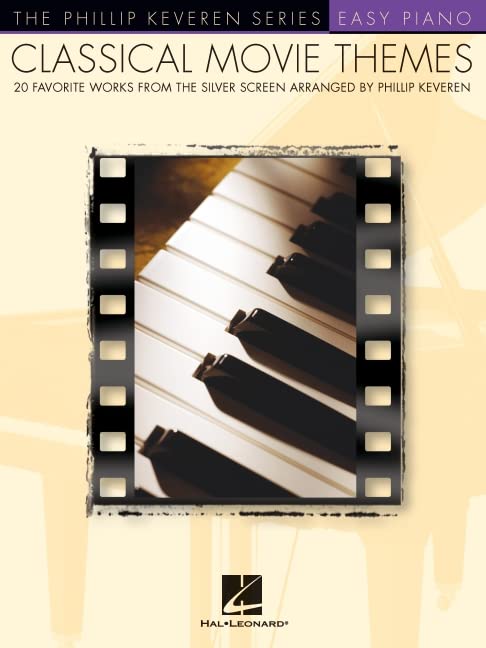 THE PHILLIP KEVEREN SERIES EASY PIANO
CLASSICAL MOVIE THEMES
20 FAVORITE WORKS FROM THE SILVER SCREEN ARRANGED BY PHILLIP KEVEREN
HAL•LEONARD®